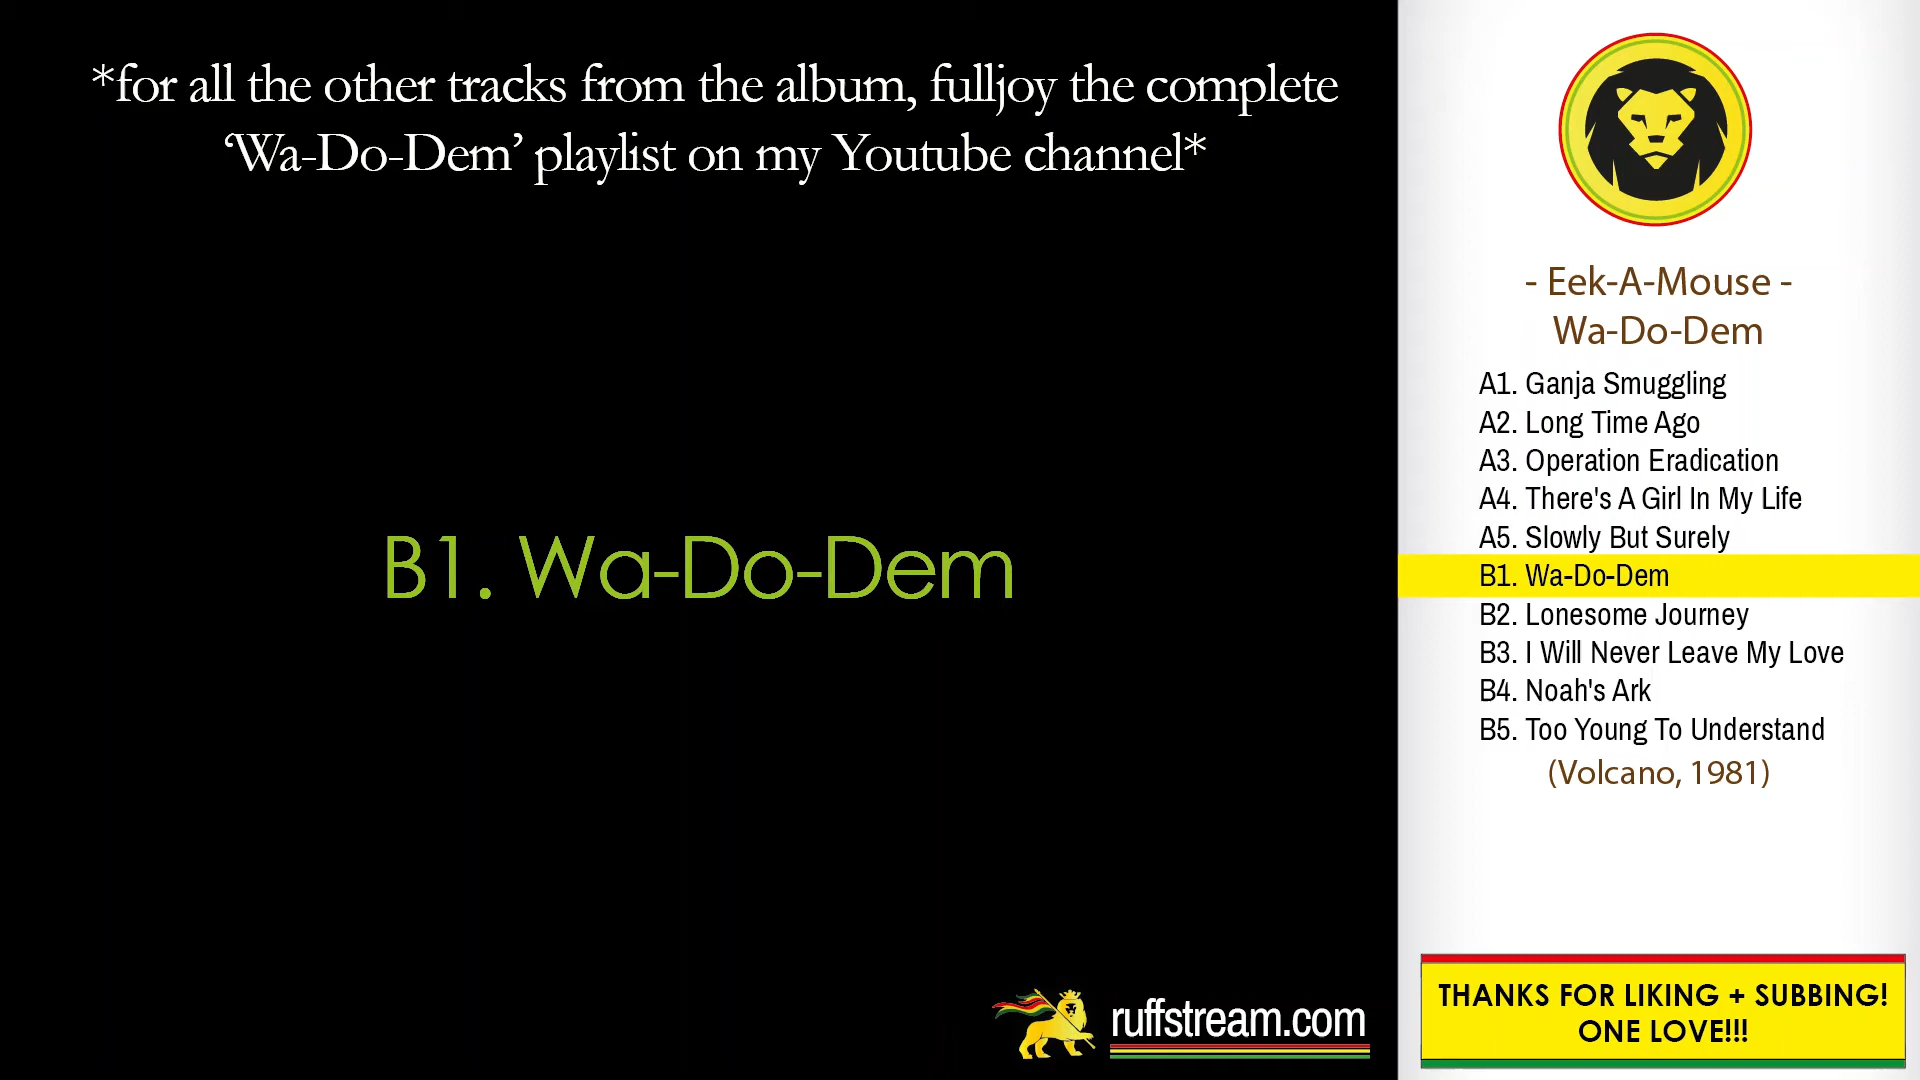 *for all the other tracks from the album, fulljoy the complete
‘Wa-Do-Dem’ playlist on my Youtube channel*
B1. Wa-Do-Dem
ruffstream.com
- Eek-A-Mouse -
Wa-Do-Dem
A1. Ganja Smuggling
A2. Long Time Ago
A3. Operation Eradication
A4. There's A Girl In My Life
A5. Slowly But Surely
B1. Wa-Do-Dem
B2. Lonesome Journey
B3. I Will Never Leave My Love
B4. Noah's Ark
B5. Too Young To Understand
(Volcano, 1981)
THANKS FOR LIKING + SUBBING!
ONE LOVE!!!